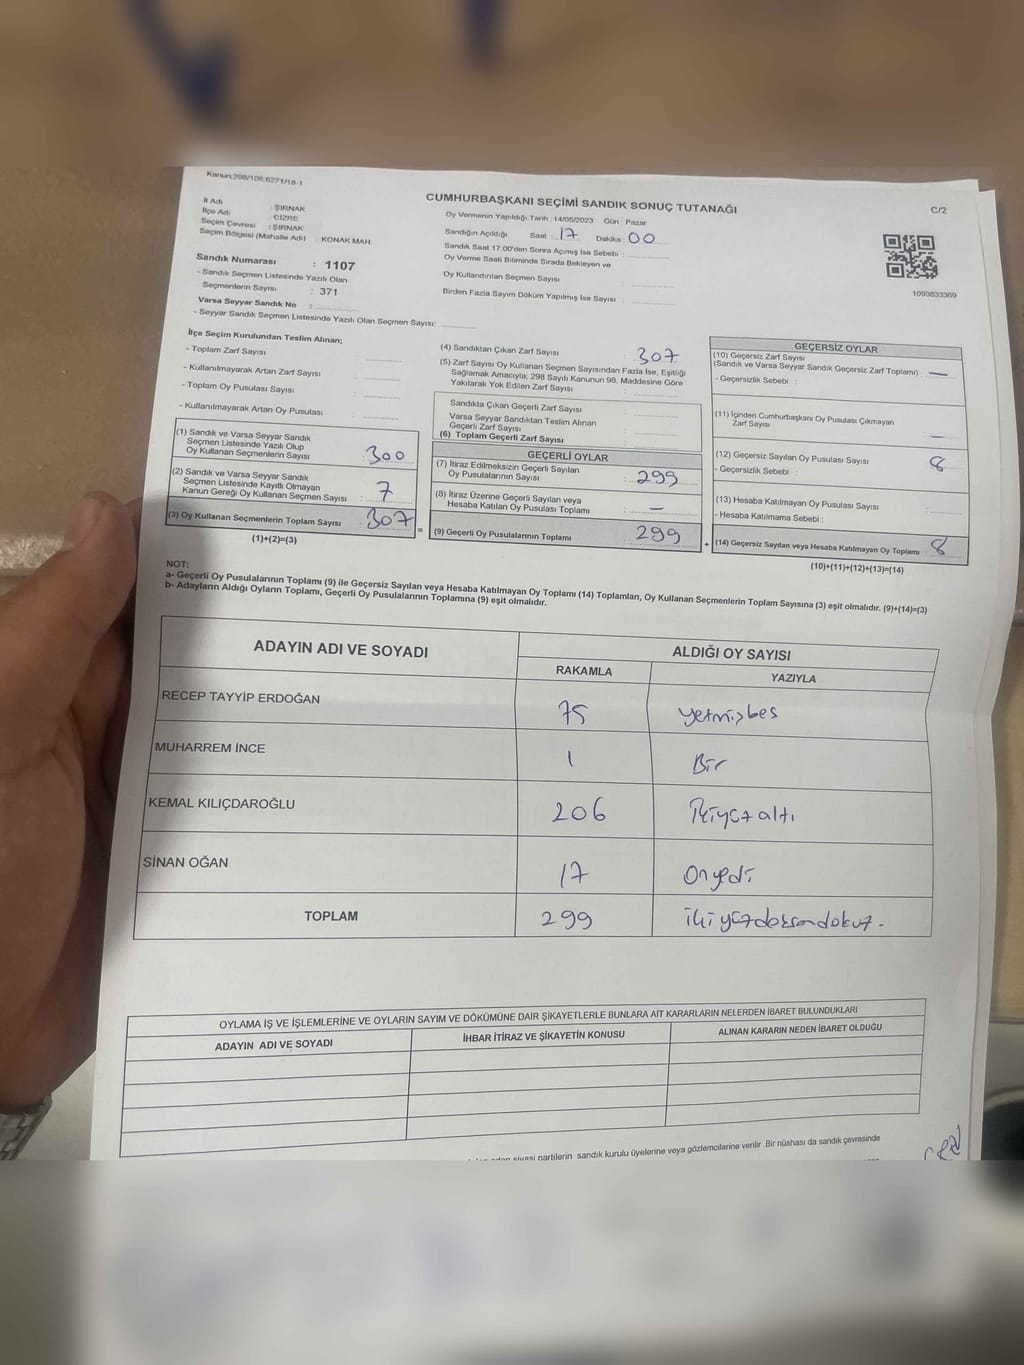 Kanun:298/105;6271/18-1
CUMHURBAŞKANI SEÇİMİ SANDIK SONUÇ TUTANAĞI
C/2
İl Adı : ŞIRNAK
İlçe Adı : CİZRE
Seçim Çevresi : ŞIRNAK
Seçim Bölgesi (Mahalle Adı) : KONAK MAH.
Sandık Numarası : 1107
- Sandık Seçmen Listesinde Yazılı Olan
Seçmenlerin Sayısı : 371
Varsa Seyyar Sandık No :
- Seyyar Sandık Seçmen Listesinde Yazılı Olan Seçmen Sayısı:
Oy Vermenin Yapıldığı Tarih : 14/05/2023 Gün : Pazar
Sandığın Açıldığı Saat : 17 Dakika : 00
Sandık Saat 17:00'den Sonra Açımış İse Sebebi :
Oy Verme Saati Bitiminde Sırada Bekleyen ve
Oy Kullandırılan Seçmen Sayısı :
Birden Fazla Sayım Döküm Yapılmış İse Sayısı :
1093833369
İlçe Seçim Kurulundan Teslim Alınan;
- Toplam Zarf Sayısı :
- Kullanılmayarak Artan Zarf Sayısı :
- Toplam Oy Pusulası Sayısı :
- Kullanılmayarak Artan Oy Pusulası :
(1) Sandık ve Varsa Seyyar Sandık
Seçmen Listesinde Yazılı Olup
Oy Kullanan Seçmenlerin Sayısı : 300
(2) Sandık ve Varsa Seyyar Sandık
Seçmen Listesinde Kayıtlı Olmayan
Kanun Gereği Oy Kullanan Seçmen Sayısı : 7
(3) Oy Kullanan Seçmenlerin Toplam Sayısı : 307
(1)+(2)=(3)
=
(4) Sandıktan Çıkan Zarf Sayısı : 307
(5) Zarf Sayısı Oy Kullanan Seçmen Sayısından Fazla İse, Eşitliği
Sağlamak Amacıyla; 298 Sayılı Kanunun 98. Maddesine Göre
Yakılarak Yok Edilen Zarf Sayısı :
Sandıkta Çıkan Geçerli Zarf Sayısı :
Varsa Seyyar Sandıktan Teslim Alınan
Geçerli Zarf Sayısı :
(6) Toplam Geçerli Zarf Sayısı :
GEÇERLİ OYLAR
(7) İtiraz Edilmeksizin Geçerli Sayılan
Oy Pusulalarının Sayısı : 299
(8) İtiraz Üzerine Geçerli Sayılan veya
Hesaba Katılan Oy Pusulası Toplamı : —
(9) Geçerli Oy Pusulalarının Toplamı : 299
+
GEÇERSİZ OYLAR
(10) Geçersiz Zarf Sayısı
(Sandık ve Varsa Seyyar Sandık Geçersiz Zarf Toplamı) : —
- Geçersizlik Sebebi :
(11) İçinden Cumhurbaşkanı Oy Pusulası Çıkmayan
Zarf Sayısı : —
(12) Geçersiz Sayılan Oy Pusulası Sayısı : 8
- Geçersizlik Sebebi :
(13) Hesaba Katılmayan Oy Pusulası Sayısı :
- Hesaba Katılmama Sebebi :
(14) Geçersiz Sayılan veya Hesaba Katılmayan Oy Toplamı 8
(10)+(11)+(12)+(13)=(14)
NOT:
a- Geçerli Oy Pusulalarının Toplamı (9) ile Geçersiz Sayılan veya Hesaba Katılmayan Oy Toplamı (14) Toplamları, Oy Kullanan Seçmenlerin Toplam Sayısına (3) eşit olmalıdır. (9)+(14)=(3)
b- Adayların Aldığı Oyların Toplamı, Geçerli Oy Pusulalarının Toplamına (9) eşit olmalıdır.
ADAYIN ADI VE SOYADI ALDIĞI OY SAYISI
RAKAMLA YAZIYLA
RECEP TAYYİP ERDOĞAN 75 yetmişbeş
MUHARREM İNCE 1 Bir
KEMAL KILIÇDAROĞLU 206 İkiyüz altı
SİNAN OĞAN 17 Onyedi
TOPLAM 299 ikiyüzdoksandokuz.
OYLAMA İŞ VE İŞLEMLERİNE VE OYLARIN SAYIM VE DÖKÜMÜNE DAİR ŞİKAYETLERLE BUNLARA AİT KARARLARIN NELERDEN İBARET BULUNDUKLARI
ADAYIN ADI VE SOYADI İHBAR İTİRAZ VE ŞİKAYETİN KONUSU ALINAN KARARIN NEDEN İBARET OLDUĞU
siyasi partilerin sandık kurulu üyelerine veya gözlemcilerine verilir .Bir nüshası da sandık çevresinde